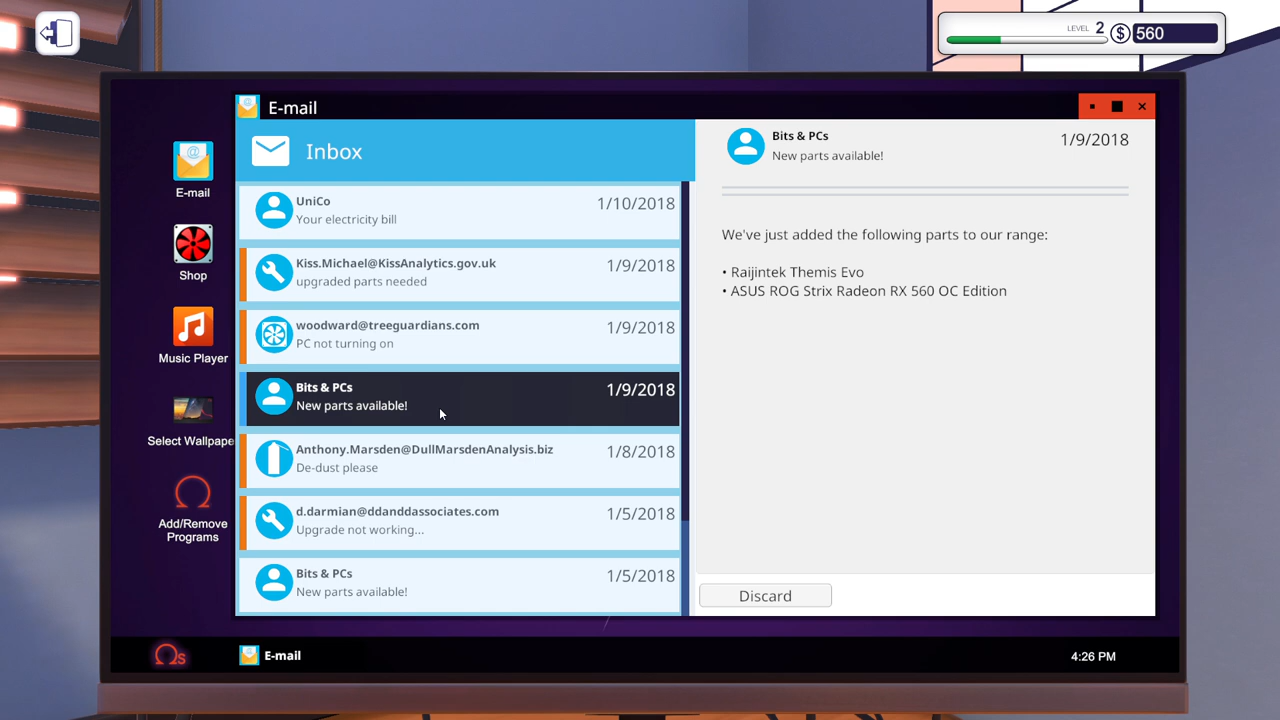 LEVEL 2
$ 560
E-mail
Inbox
UniCo 1/10/2018
Your electricity bill
Kiss.Michael@KissAnalytics.gov.uk 1/9/2018
upgraded parts needed
woodward@treeguardians.com 1/9/2018
PC not turning on
Bits & PCs 1/9/2018
New parts available!
Anthony.Marsden@DullMarsdenAnalysis.biz 1/8/2018
De-dust please
d.darmian@ddanddassociates.com 1/5/2018
Upgrade not working...
Bits & PCs 1/5/2018
New parts available!
Bits & PCs 1/9/2018
New parts available!
We've just added the following parts to our range:
• Raijintek Themis Evo
• ASUS ROG Strix Radeon RX 560 OC Edition
Discard
E-mail
Shop
Music Player
Select Wallpape
Add/Remove
Programs
Ωs
E-mail
4:26 PM